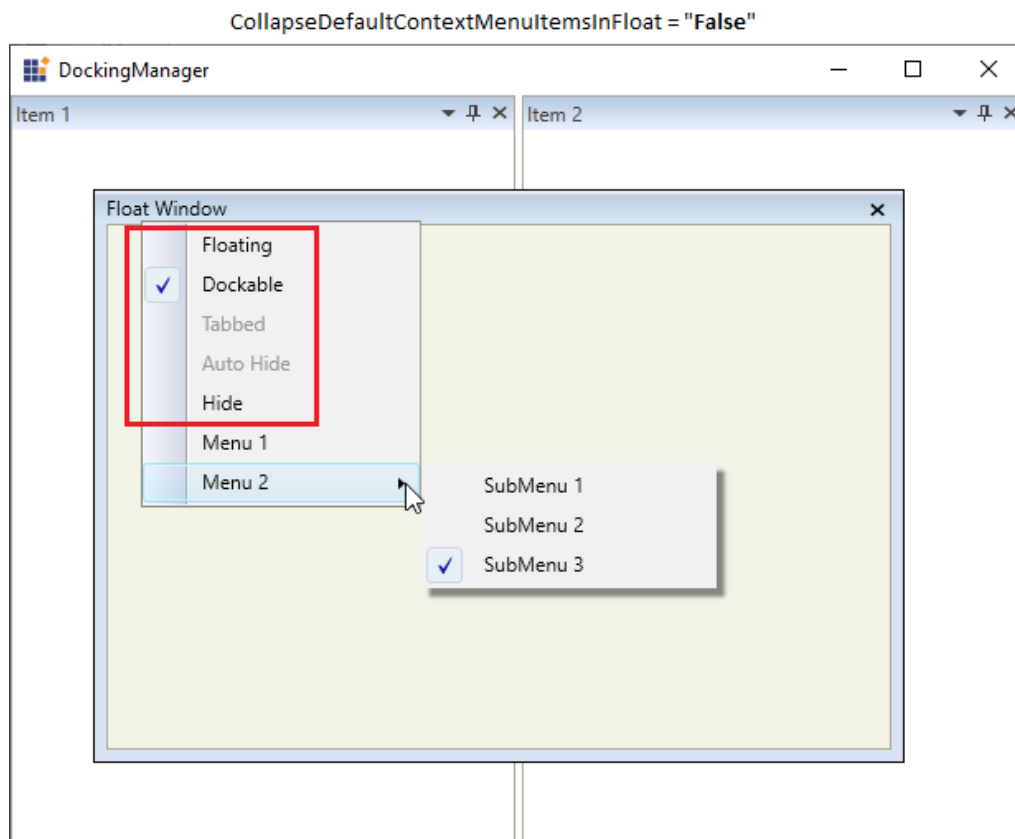 CollapseDefaultContextMenuItemsInFloat = "False"
DockingManager
Item 1
Item 2
Float Window
Floating
Dockable
Tabbed
Auto Hide
Hide
Menu 1
Menu 2
SubMenu 1
SubMenu 2
SubMenu 3